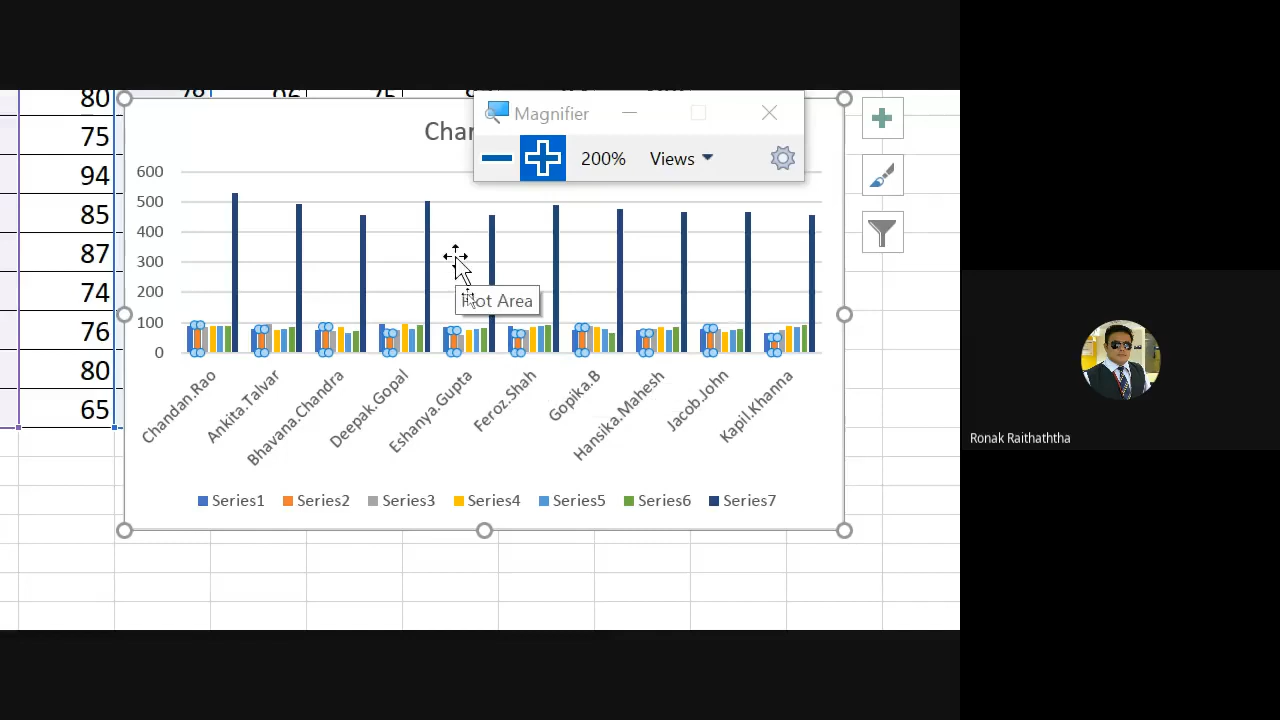 80
75
94
85
87
74
76
80
65
96
75
Magnifier
200% Views
Char
600
500
400
300
200
100
0
Plot Area
Chandan.Rao
Ankita.Talvar
Bhavana.Chandra
Deepak.Gopal
Eshanya.Gupta
Feroz.Shah
Gopika.B
Hansika.Mahesh
Jacob.John
Kapil.Khanna
Series1 Series2 Series3 Series4 Series5 Series6 Series7
Ronak Raithaththa